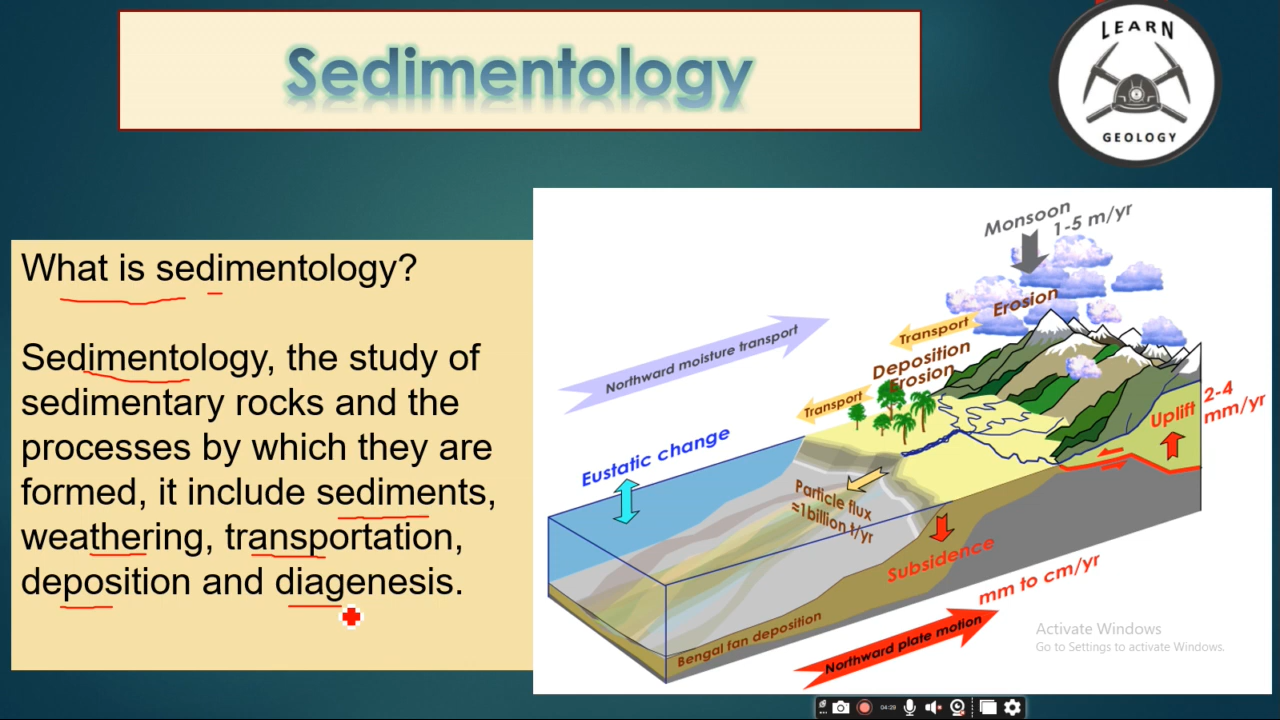 Sedimentology
LEARN
GEOLOGY
What is sedimentology?
Sedimentology, the study of
sedimentary rocks and the
processes by which they are
formed, it include sediments,
weathering, transportation,
deposition and diagenesis.
Monsoon
1-5 m/yr
Erosion
Transport
Northward moisture transport
Deposition
Erosion
Transport
Uplift
2-4
mm/yr
Eustatic change
Particle flux
≈1billion t/yr
Subsidence
mm to cm/yr
Bengal fan deposition
Northward plate motion
Activate Windows
Go to Settings to activate Windows.
04:29